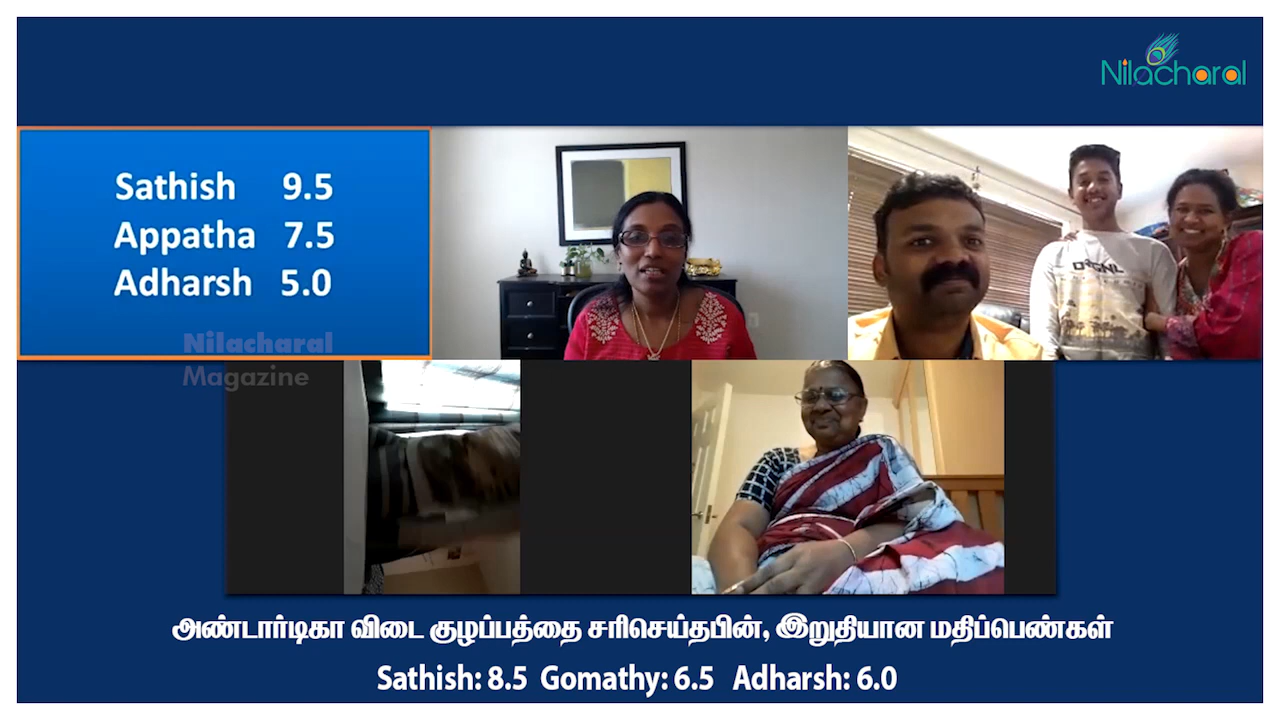 Nilacharal
Sathish 9.5
Appatha 7.5
Adharsh 5.0
Nilacharal
Magazine
அண்டார்டிகா விடை குழப்பத்தை சரிசெய்தபின், இறுதியான மதிப்பெண்கள்
Sathish: 8.5 Gomathy: 6.5 Adharsh: 6.0